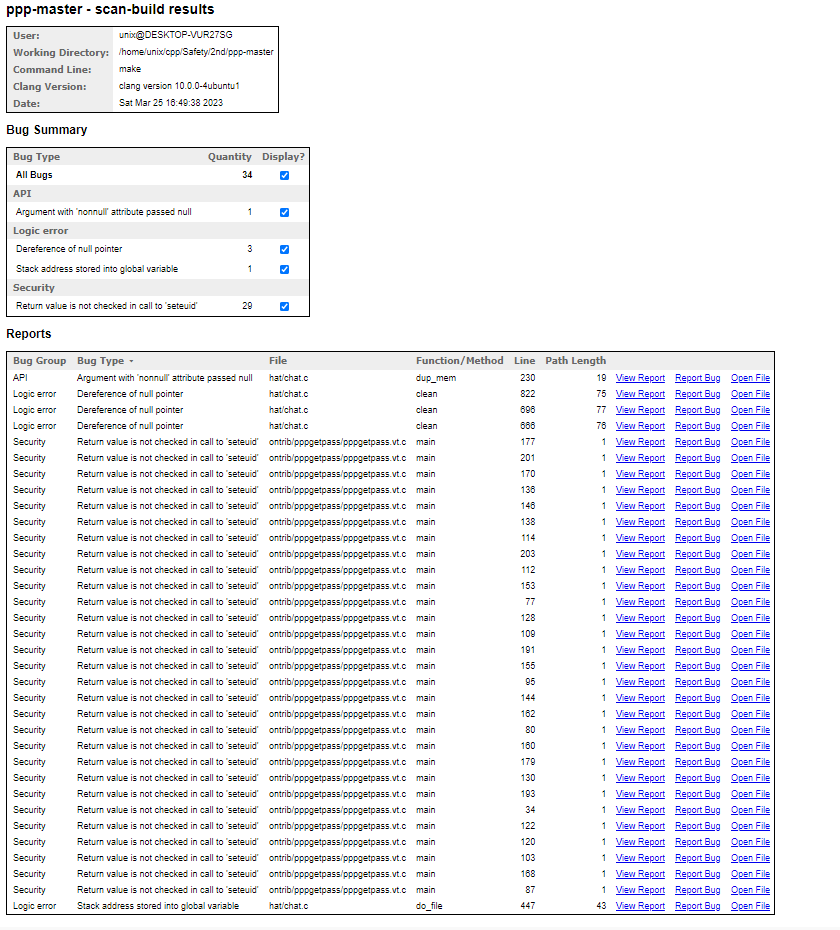 ppp-master - scan-build results
User: unix@DESKTOP-VUR27SG
Working Directory: /home/unix/cpp/Safety/2nd/ppp-master
Command Line: make
Clang Version: clang version 10.0.0-4ubuntu1
Date: Sat Mar 25 16:49:38 2023
Bug Summary
Bug Type Quantity Display?
All Bugs 34
API
Argument with 'nonnull' attribute passed null 1
Logic error
Dereference of null pointer 3
Stack address stored into global variable 1
Security
Return value is not checked in call to 'seteuid' 29
Reports
Bug Group Bug Type File Function/Method Line Path Length
API Argument with 'nonnull' attribute passed null hat/chat.c dup_mem 230 19 View Report Report Bug Open File
Logic error Dereference of null pointer hat/chat.c clean 822 75 View Report Report Bug Open File
Logic error Dereference of null pointer hat/chat.c clean 696 77 View Report Report Bug Open File
Logic error Dereference of null pointer hat/chat.c clean 666 76 View Report Report Bug Open File
Security Return value is not checked in call to 'seteuid' ontrib/pppgetpass/pppgetpass.vt.c main 177 1 View Report Report Bug Open File
Security Return value is not checked in call to 'seteuid' ontrib/pppgetpass/pppgetpass.vt.c main 201 1 View Report Report Bug Open File
Security Return value is not checked in call to 'seteuid' ontrib/pppgetpass/pppgetpass.vt.c main 170 1 View Report Report Bug Open File
Security Return value is not checked in call to 'seteuid' ontrib/pppgetpass/pppgetpass.vt.c main 136 1 View Report Report Bug Open File
Security Return value is not checked in call to 'seteuid' ontrib/pppgetpass/pppgetpass.vt.c main 146 1 View Report Report Bug Open File
Security Return value is not checked in call to 'seteuid' ontrib/pppgetpass/pppgetpass.vt.c main 138 1 View Report Report Bug Open File
Security Return value is not checked in call to 'seteuid' ontrib/pppgetpass/pppgetpass.vt.c main 114 1 View Report Report Bug Open File
Security Return value is not checked in call to 'seteuid' ontrib/pppgetpass/pppgetpass.vt.c main 203 1 View Report Report Bug Open File
Security Return value is not checked in call to 'seteuid' ontrib/pppgetpass/pppgetpass.vt.c main 112 1 View Report Report Bug Open File
Security Return value is not checked in call to 'seteuid' ontrib/pppgetpass/pppgetpass.vt.c main 153 1 View Report Report Bug Open File
Security Return value is not checked in call to 'seteuid' ontrib/pppgetpass/pppgetpass.vt.c main 77 1 View Report Report Bug Open File
Security Return value is not checked in call to 'seteuid' ontrib/pppgetpass/pppgetpass.vt.c main 128 1 View Report Report Bug Open File
Security Return value is not checked in call to 'seteuid' ontrib/pppgetpass/pppgetpass.vt.c main 109 1 View Report Report Bug Open File
Security Return value is not checked in call to 'seteuid' ontrib/pppgetpass/pppgetpass.vt.c main 191 1 View Report Report Bug Open File
Security Return value is not checked in call to 'seteuid' ontrib/pppgetpass/pppgetpass.vt.c main 155 1 View Report Report Bug Open File
Security Return value is not checked in call to 'seteuid' ontrib/pppgetpass/pppgetpass.vt.c main 95 1 View Report Report Bug Open File
Security Return value is not checked in call to 'seteuid' ontrib/pppgetpass/pppgetpass.vt.c main 144 1 View Report Report Bug Open File
Security Return value is not checked in call to 'seteuid' ontrib/pppgetpass/pppgetpass.vt.c main 162 1 View Report Report Bug Open File
Security Return value is not checked in call to 'seteuid' ontrib/pppgetpass/pppgetpass.vt.c main 80 1 View Report Report Bug Open File
Security Return value is not checked in call to 'seteuid' ontrib/pppgetpass/pppgetpass.vt.c main 160 1 View Report Report Bug Open File
Security Return value is not checked in call to 'seteuid' ontrib/pppgetpass/pppgetpass.vt.c main 179 1 View Report Report Bug Open File
Security Return value is not checked in call to 'seteuid' ontrib/pppgetpass/pppgetpass.vt.c main 130 1 View Report Report Bug Open File
Security Return value is not checked in call to 'seteuid' ontrib/pppgetpass/pppgetpass.vt.c main 193 1 View Report Report Bug Open File
Security Return value is not checked in call to 'seteuid' ontrib/pppgetpass/pppgetpass.vt.c main 34 1 View Report Report Bug Open File
Security Return value is not checked in call to 'seteuid' ontrib/pppgetpass/pppgetpass.vt.c main 122 1 View Report Report Bug Open File
Security Return value is not checked in call to 'seteuid' ontrib/pppgetpass/pppgetpass.vt.c main 120 1 View Report Report Bug Open File
Security Return value is not checked in call to 'seteuid' ontrib/pppgetpass/pppgetpass.vt.c main 103 1 View Report Report Bug Open File
Security Return value is not checked in call to 'seteuid' ontrib/pppgetpass/pppgetpass.vt.c main 168 1 View Report Report Bug Open File
Security Return value is not checked in call to 'seteuid' ontrib/pppgetpass/pppgetpass.vt.c main 87 1 View Report Report Bug Open File
Logic error Stack address stored into global variable hat/chat.c do_file 447 43 View Report Report Bug Open File